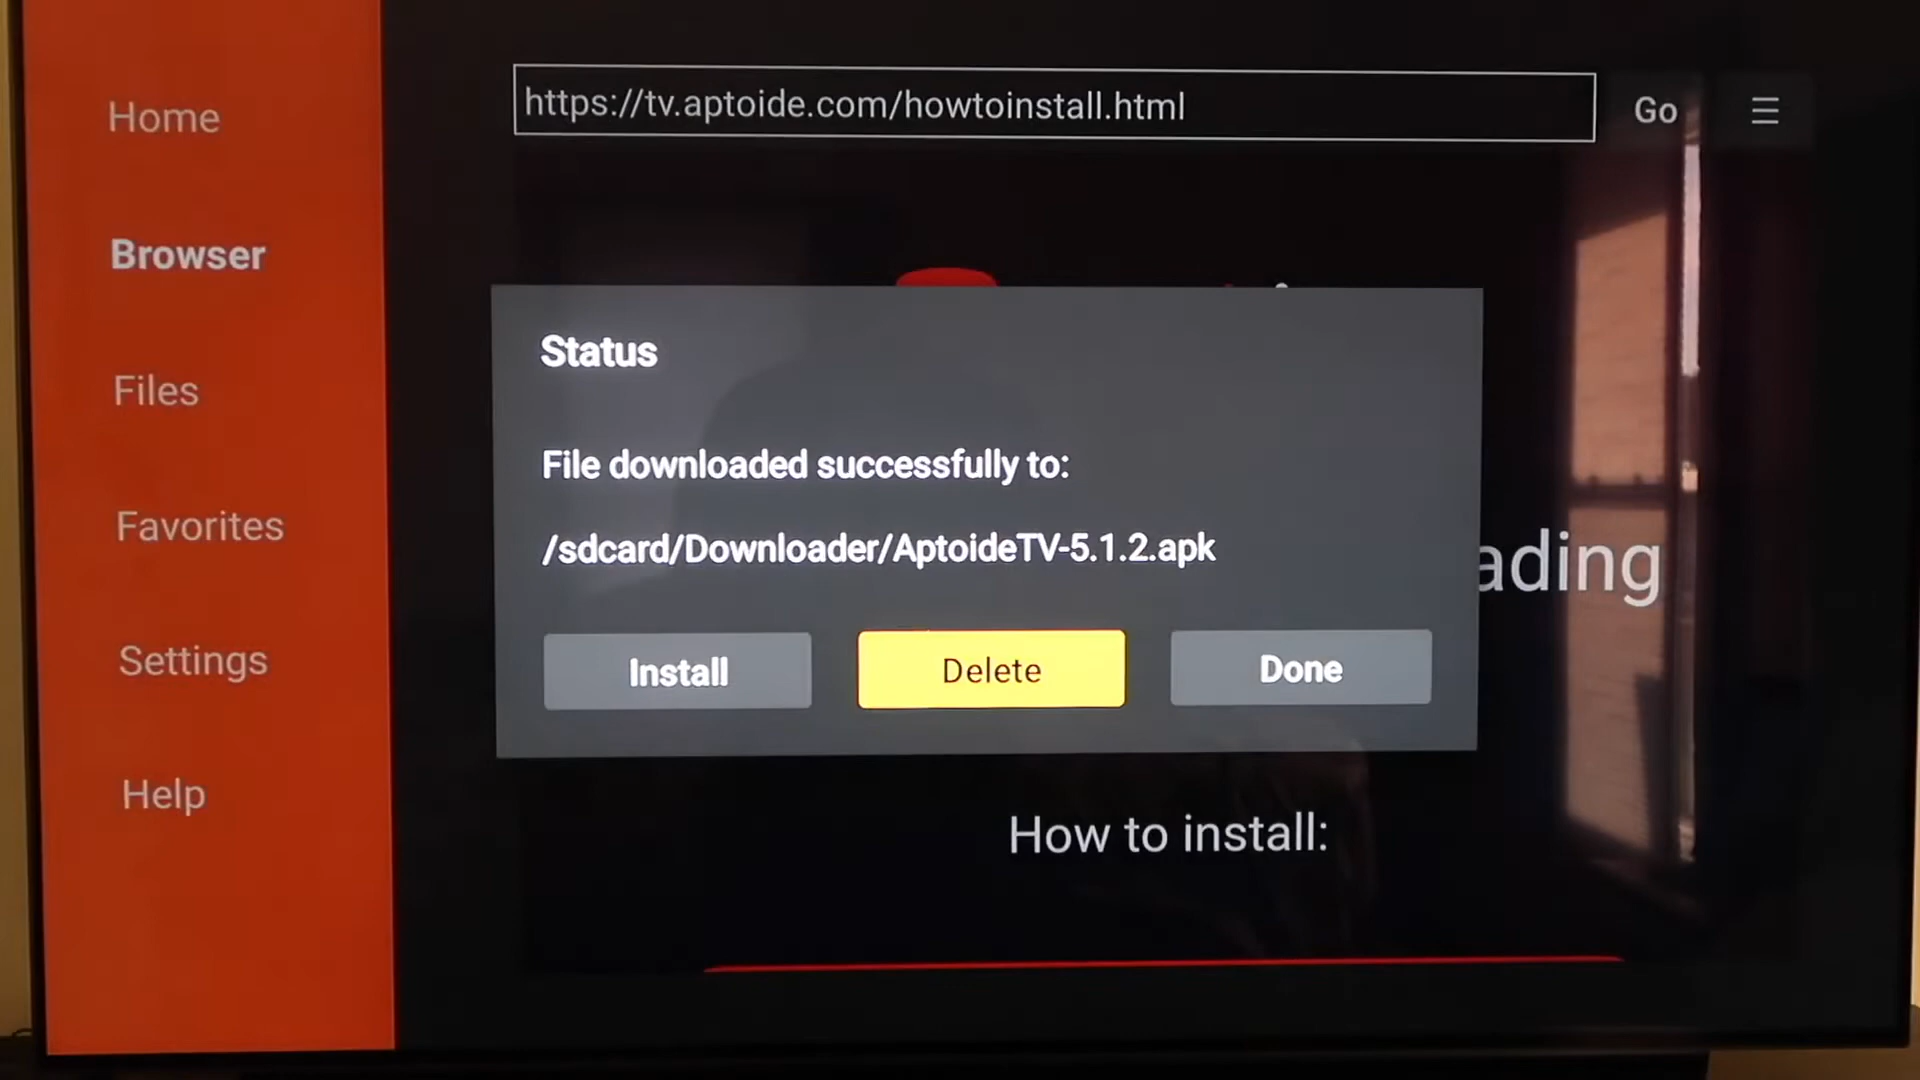 Home
Browser
Files
Favorites
Settings
Help
https://tv.aptoide.com/howtoinstall.html
Go
Status
File downloaded successfully to:
/sdcard/Downloader/AptoideTV-5.1.2.apk
Install
Delete
Done
ading
How to install: